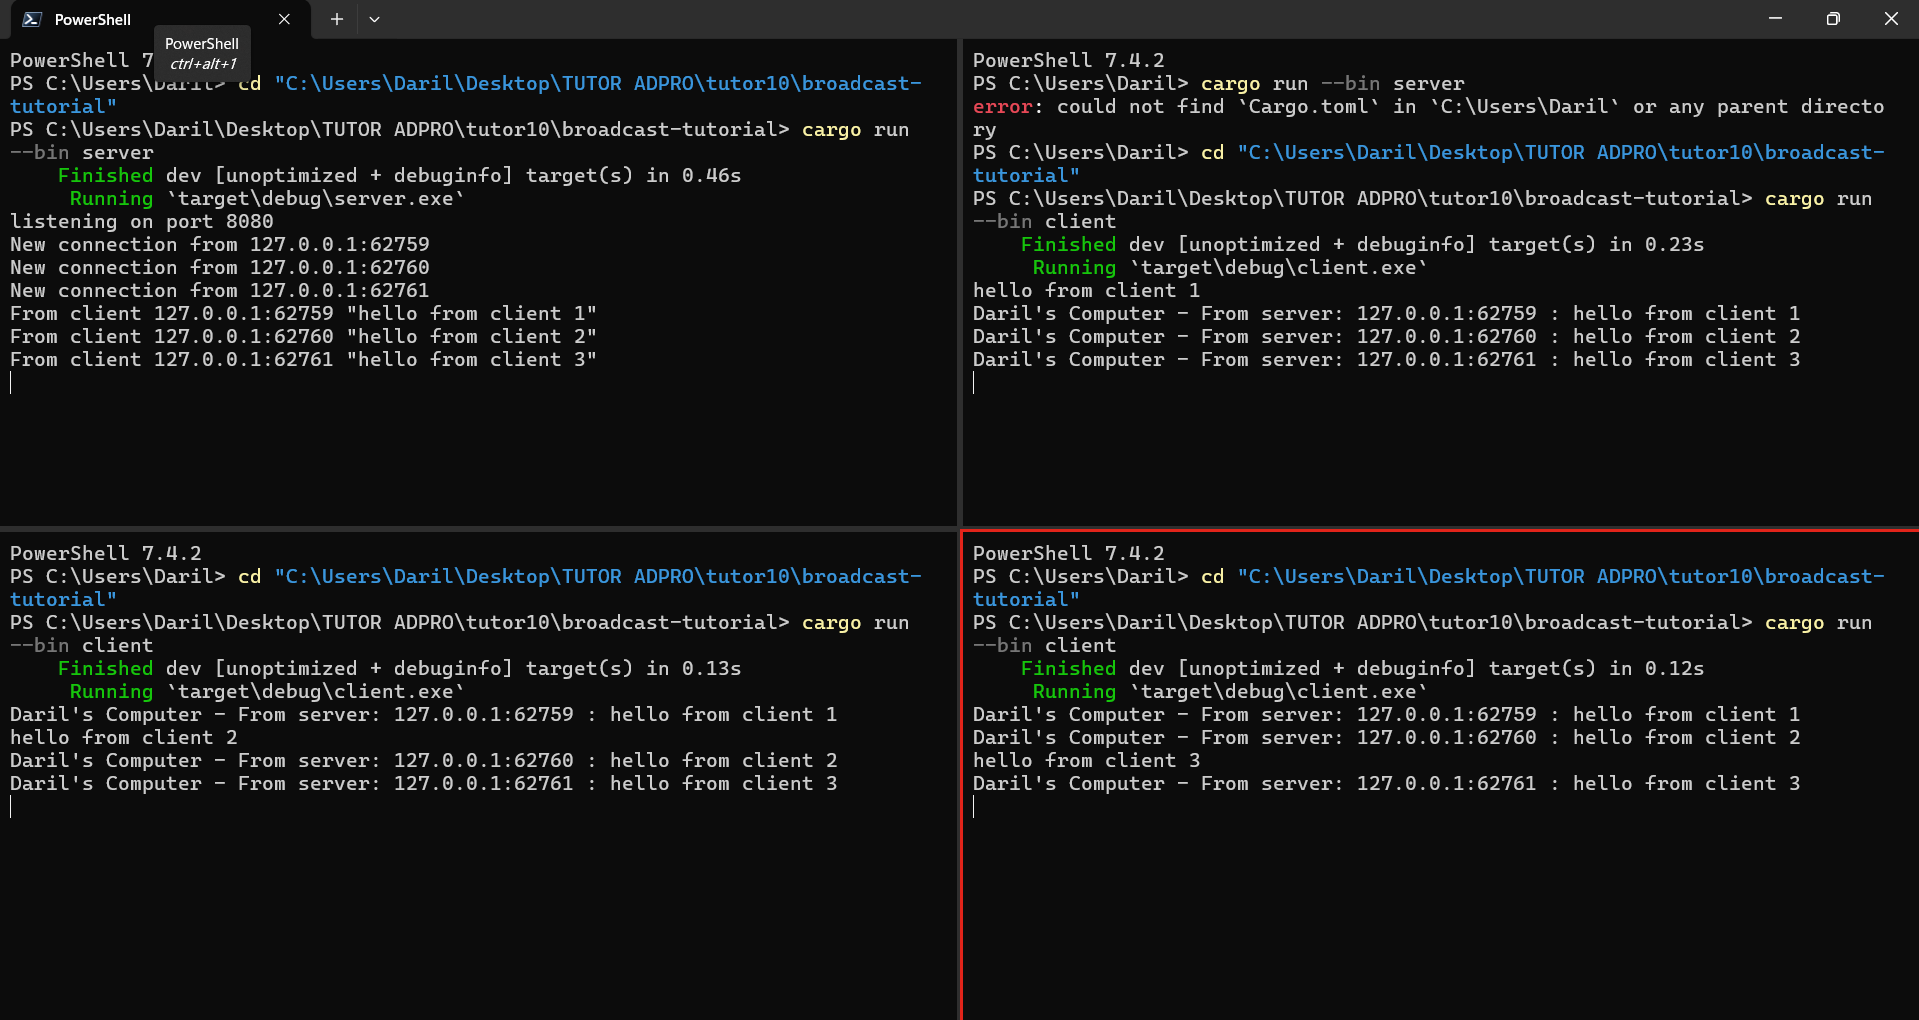 PowerShell
PowerShell
ctrl+alt+1
PowerShell 7
PS C:\Users\Daril> cd "C:\Users\Daril\Desktop\TUTOR ADPRO\tutor10\broadcast-
tutorial"
PS C:\Users\Daril\Desktop\TUTOR ADPRO\tutor10\broadcast-tutorial> cargo run
--bin server
Finished dev [unoptimized + debuginfo] target(s) in 0.46s
Running `target\debug\server.exe`
listening on port 8080
New connection from 127.0.0.1:62759
New connection from 127.0.0.1:62760
New connection from 127.0.0.1:62761
From client 127.0.0.1:62759 "hello from client 1"
From client 127.0.0.1:62760 "hello from client 2"
From client 127.0.0.1:62761 "hello from client 3"
PowerShell 7.4.2
PS C:\Users\Daril> cargo run --bin server
error: could not find `Cargo.toml` in `C:\Users\Daril` or any parent directo
ry
PS C:\Users\Daril> cd "C:\Users\Daril\Desktop\TUTOR ADPRO\tutor10\broadcast-
tutorial"
PS C:\Users\Daril\Desktop\TUTOR ADPRO\tutor10\broadcast-tutorial> cargo run
--bin client
Finished dev [unoptimized + debuginfo] target(s) in 0.23s
Running `target\debug\client.exe`
hello from client 1
Daril's Computer - From server: 127.0.0.1:62759 : hello from client 1
Daril's Computer - From server: 127.0.0.1:62760 : hello from client 2
Daril's Computer - From server: 127.0.0.1:62761 : hello from client 3
PowerShell 7.4.2
PS C:\Users\Daril> cd "C:\Users\Daril\Desktop\TUTOR ADPRO\tutor10\broadcast-
tutorial"
PS C:\Users\Daril\Desktop\TUTOR ADPRO\tutor10\broadcast-tutorial> cargo run
--bin client
Finished dev [unoptimized + debuginfo] target(s) in 0.13s
Running `target\debug\client.exe`
Daril's Computer - From server: 127.0.0.1:62759 : hello from client 1
hello from client 2
Daril's Computer - From server: 127.0.0.1:62760 : hello from client 2
Daril's Computer - From server: 127.0.0.1:62761 : hello from client 3
PowerShell 7.4.2
PS C:\Users\Daril> cd "C:\Users\Daril\Desktop\TUTOR ADPRO\tutor10\broadcast-
tutorial"
PS C:\Users\Daril\Desktop\TUTOR ADPRO\tutor10\broadcast-tutorial> cargo run
--bin client
Finished dev [unoptimized + debuginfo] target(s) in 0.12s
Running `target\debug\client.exe`
Daril's Computer - From server: 127.0.0.1:62759 : hello from client 1
Daril's Computer - From server: 127.0.0.1:62760 : hello from client 2
hello from client 3
Daril's Computer - From server: 127.0.0.1:62761 : hello from client 3